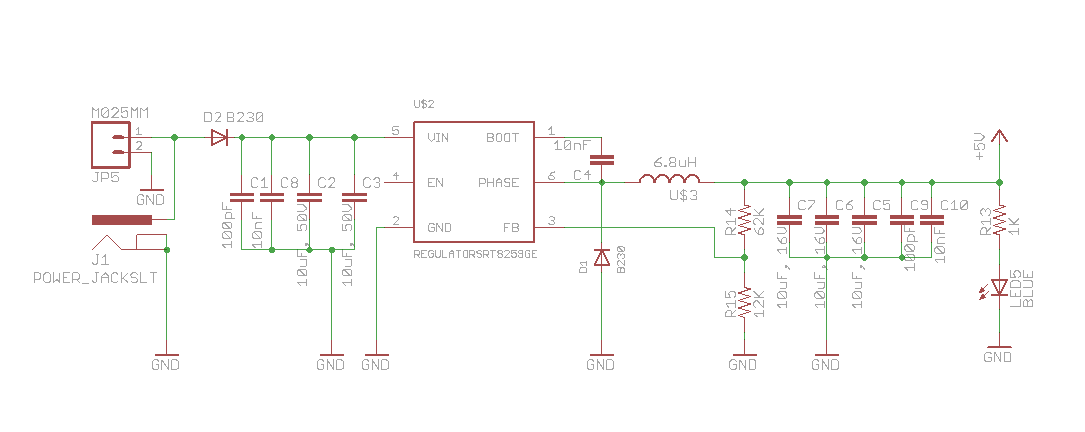 U$2
M025MM
1
2
JP5
GND
D2 B230
J1
POWER_JACKSLT
GND
C1
100pF
C8
10nF
C2
10uF, 50V
C3
10uF, 50V
GND
5
VIN
4
EN
2
GND
BOOT
1
PHASE
6
FB
3
REGULATORSRT8259GE
GND
10nF
C4
D1
B230
GND
6.8uH
U$3
R14
62K
R15
12K
GND
C7
10uF, 16V
C6
10uF, 16V
C5
10uF, 16V
C9
100pF
C10
10nF
GND
+5V
R13
1K
LED5
BLUE
GND